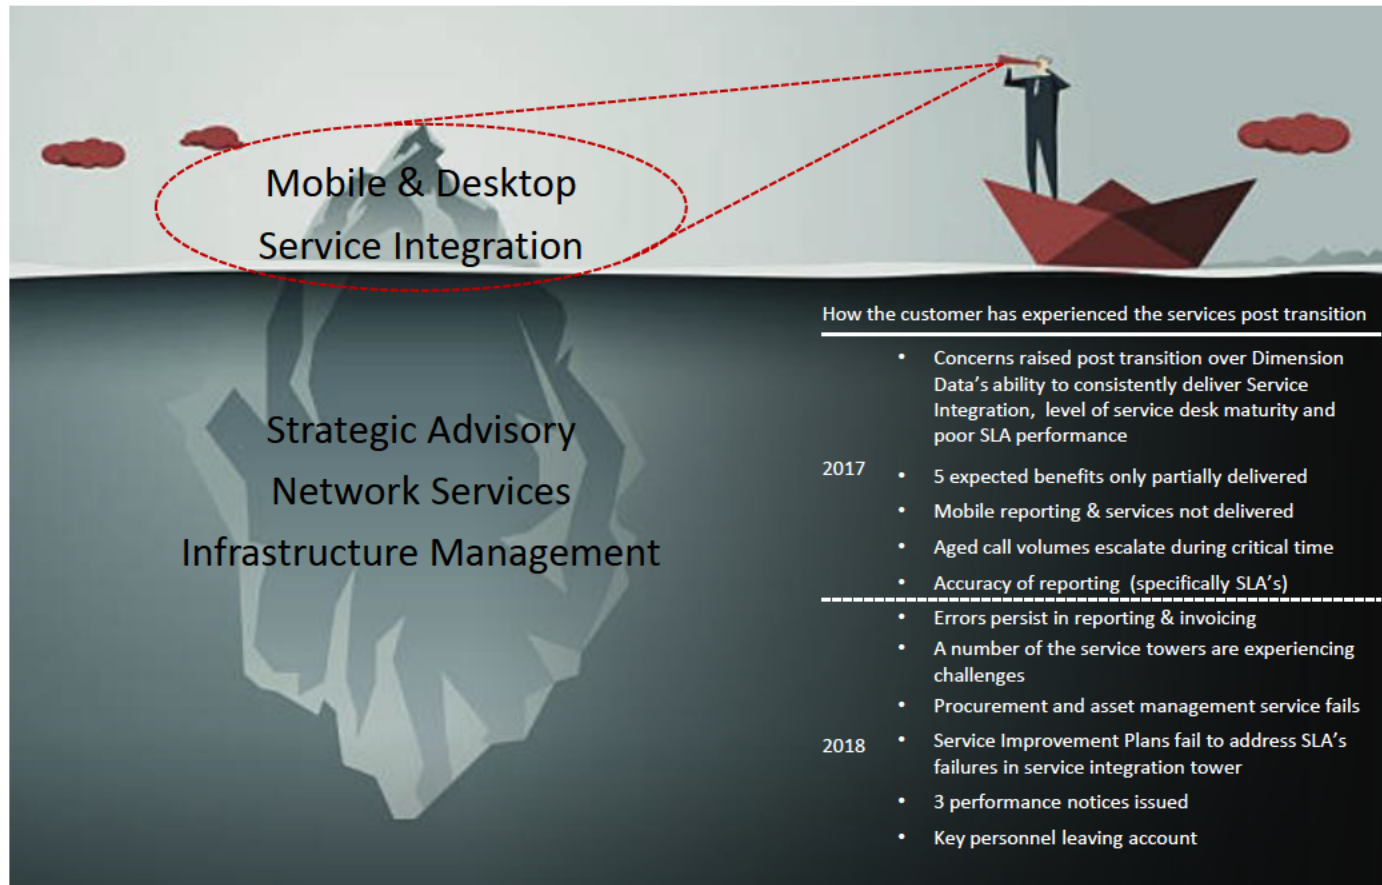 Mobile & Desktop
Service Integration
Strategic Advisory
Network Services
Infrastructure Management
How the customer has experienced the services post transition
2017
• Concerns raised post transition over Dimension
Data’s ability to consistently deliver Service
Integration, level of service desk maturity and
poor SLA performance
• 5 expected benefits only partially delivered
• Mobile reporting & services not delivered
• Aged call volumes escalate during critical time
• Accuracy of reporting (specifically SLA’s)
2018
• Errors persist in reporting & invoicing
• A number of the service towers are experiencing
challenges
• Procurement and asset management service fails
• Service Improvement Plans fail to address SLA’s
failures in service integration tower
• 3 performance notices issued
• Key personnel leaving account